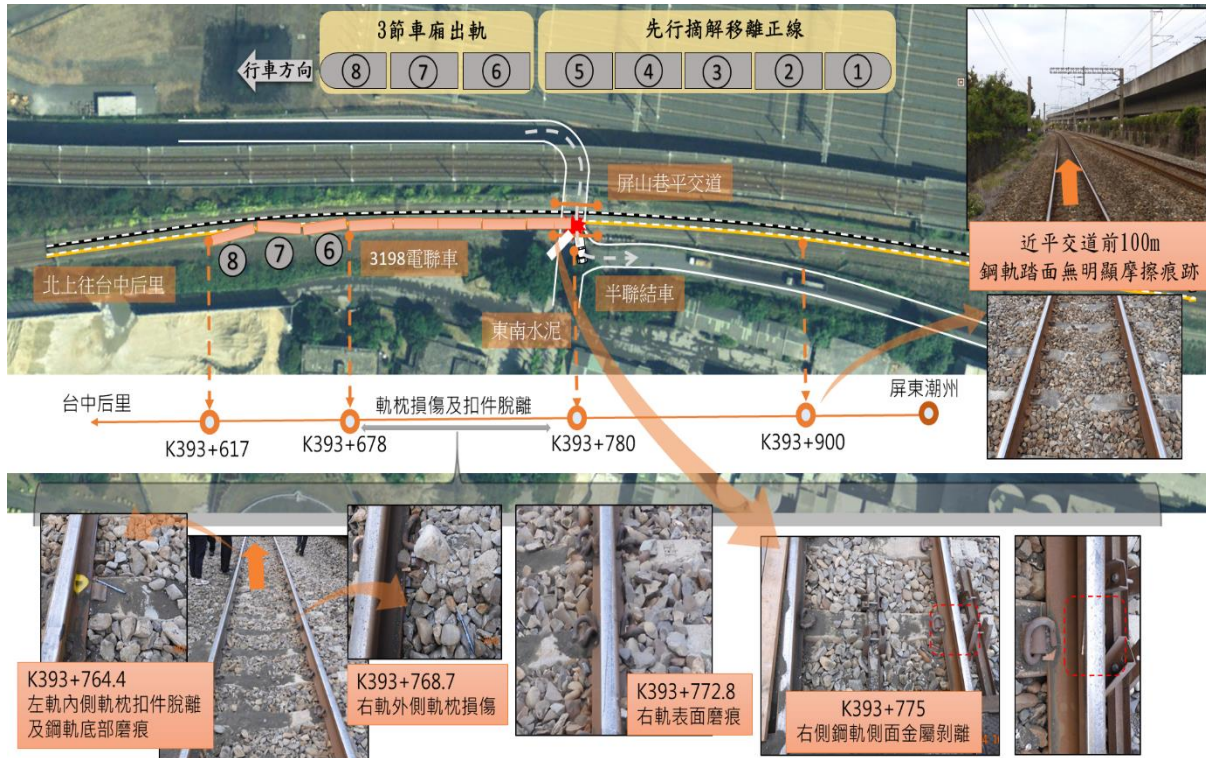 3節車廂出軌
先行摘解移離正線
行車方向
⑧
⑦
⑥
⑤
④
③
②
①
屏山巷平交道
⑧
⑦
⑥
3198電聯車
北上往台中后里
半聯結車
東南水泥
近平交道前100m
鋼軌踏面無明顯摩擦痕跡
台中后里
軌枕損傷及扣件脫離
屏東潮州
K393+617
K393+678
K393+780
K393+900
K393+764.4
左軌內側軌枕扣件脫離
及鋼軌底部磨痕
K393+768.7
右軌外側軌枕損傷
K393+772.8
右軌表面磨痕
K393+775
右側鋼軌側面金屬剝離